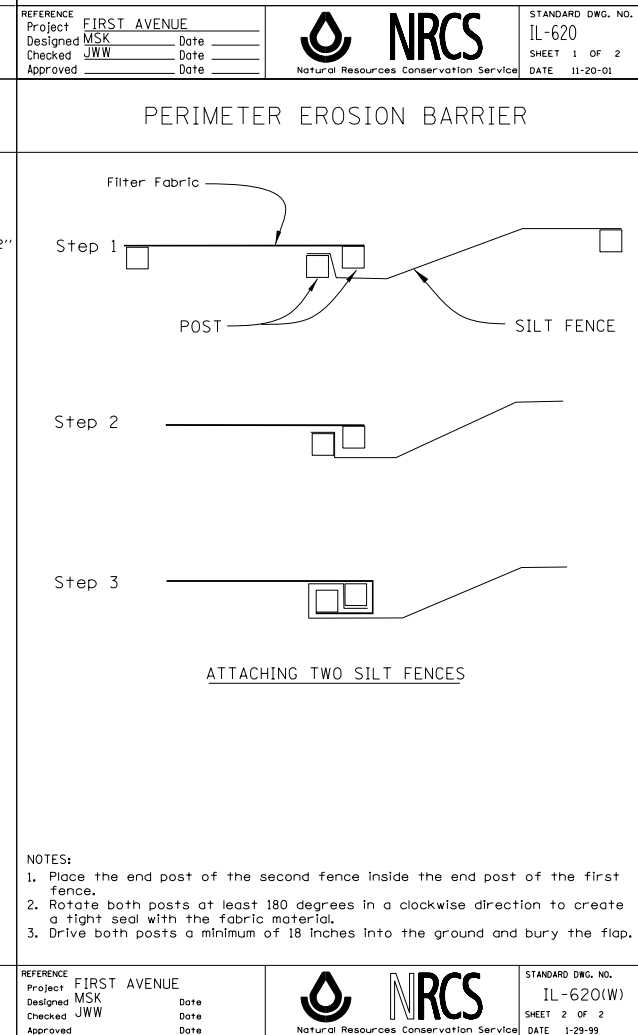 REFERENCE
Project FIRST AVENUE
Designed MSK Date
Checked JWW Date
Approved Date
NRCS
Natural Resources Conservation Service
STANDARD DWG. NO.
IL-620
SHEET 1 OF 2
DATE 11-20-01
PERIMETER EROSION BARRIER
2''
Filter Fabric
Step 1
POST
SILT FENCE
Step 2
Step 3
ATTACHING TWO SILT FENCES
NOTES:
1. Place the end post of the second fence inside the end post of the first
fence.
2. Rotate both posts at least 180 degrees in a clockwise direction to create
a tight seal with the fabric material.
3. Drive both posts a minimum of 18 inches into the ground and bury the flap.
REFERENCE
Project FIRST AVENUE
Designed MSK Date
Checked JWW Date
Approved Date
NRCS
Natural Resources Conservation Service
STANDARD DWG. NO.
IL-620(W)
SHEET 2 OF 2
DATE 1-29-99